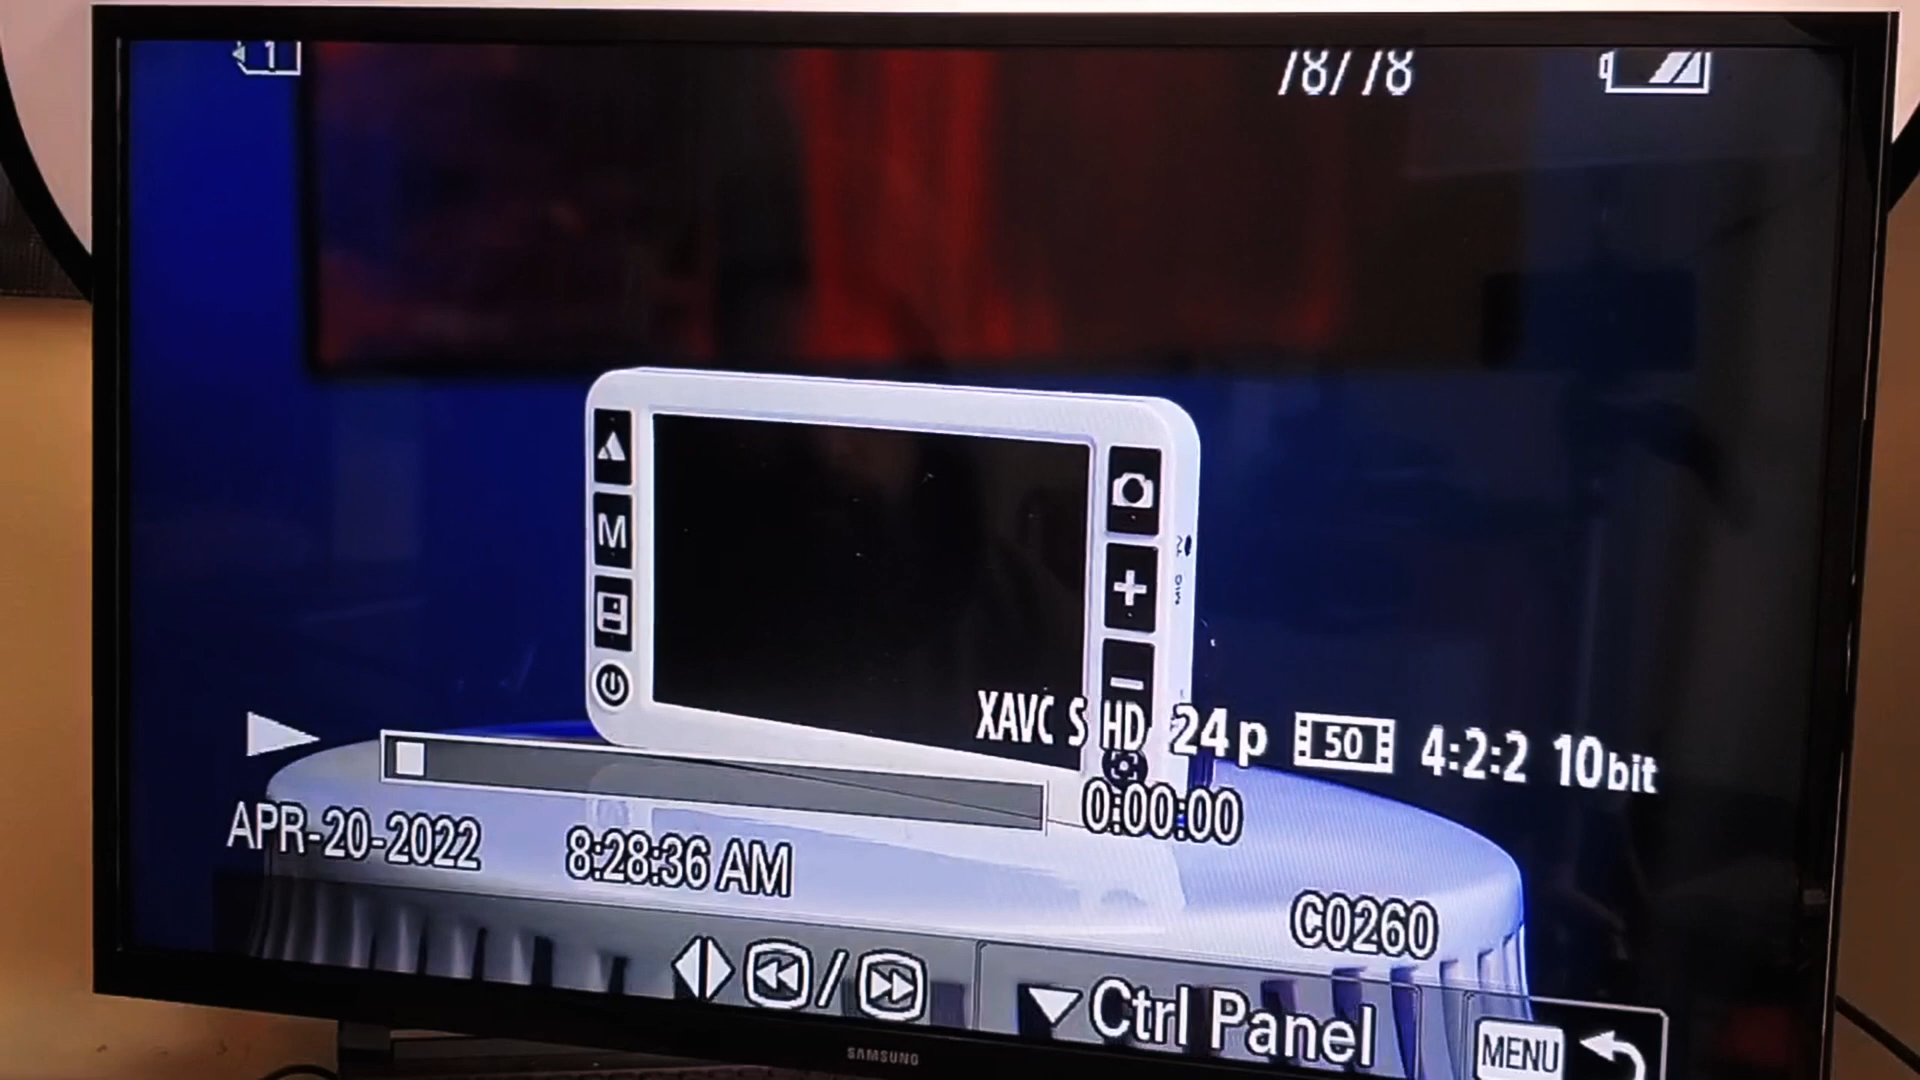 1
78/78
M
XAVC S HD 24p 50 4:2:2 10bit
0:00:00
APR-20-2022 8:28:36 AM
C0260
Ctrl Panel
MENU
SAMSUNG